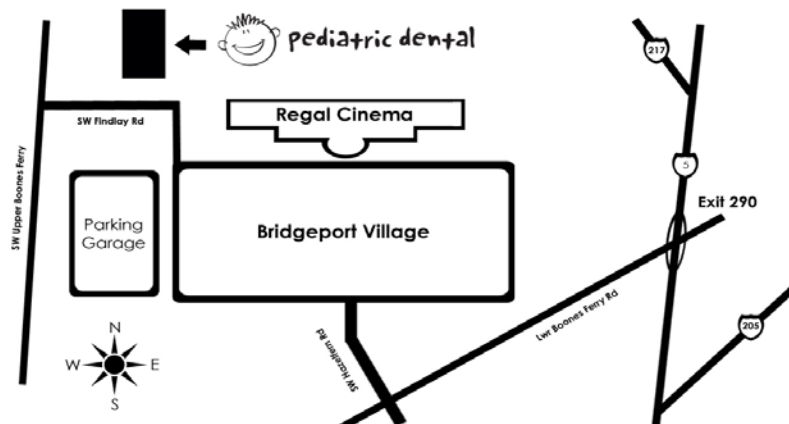 pediatric dental
217
Regal Cinema
SW Findlay Rd
5
Exit 290
SW Upper Boones Ferry
Parking
Garage
Bridgeport Village
Lwr Boones Ferry Rd
205
SW Hazelfern Rd
N
W
E
S